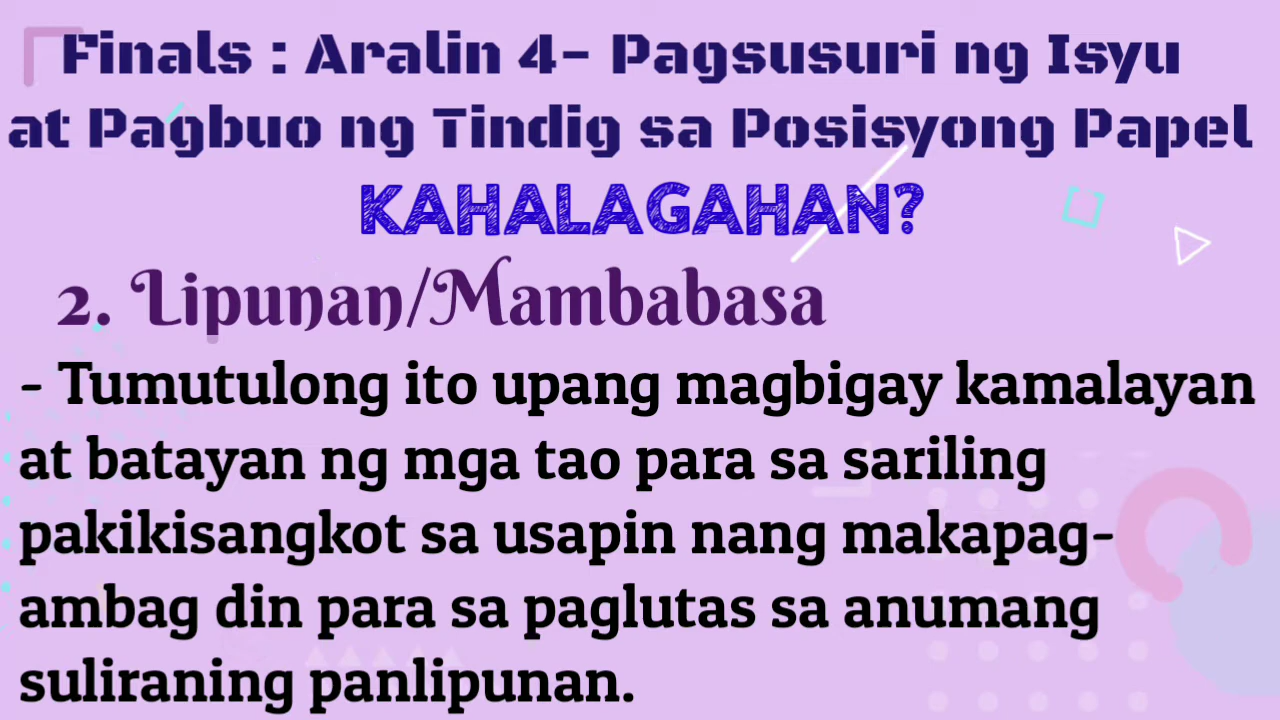 Finals : Aralin 4- Pagsusuri ng Isyu
at Pagbuo ng Tindig sa Posisyong Papel
KAHALAGAHAN?
2. Lipunan/Mambabasa
- Tumutulong ito upang magbigay kamalayan
at batayan ng mga tao para sa sariling
pakikisangkot sa usapin nang makapag-
ambag din para sa paglutas sa anumang
suliraning panlipunan.